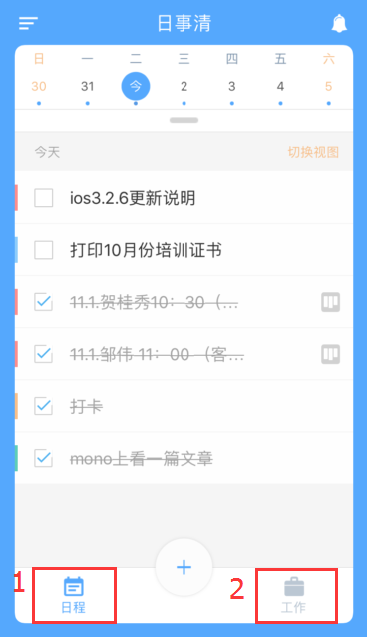 日事清
日 一 二 三 四 五 六
30 31 今 2 3 4 5
今天 切换视图
ios3.2.6更新说明
打印10月份培训证书
11.1.贺桂秀10：30（...
11.1.邹伟 11：00 （客...
打卡
mono上看一篇文章
1 2
日程 工作